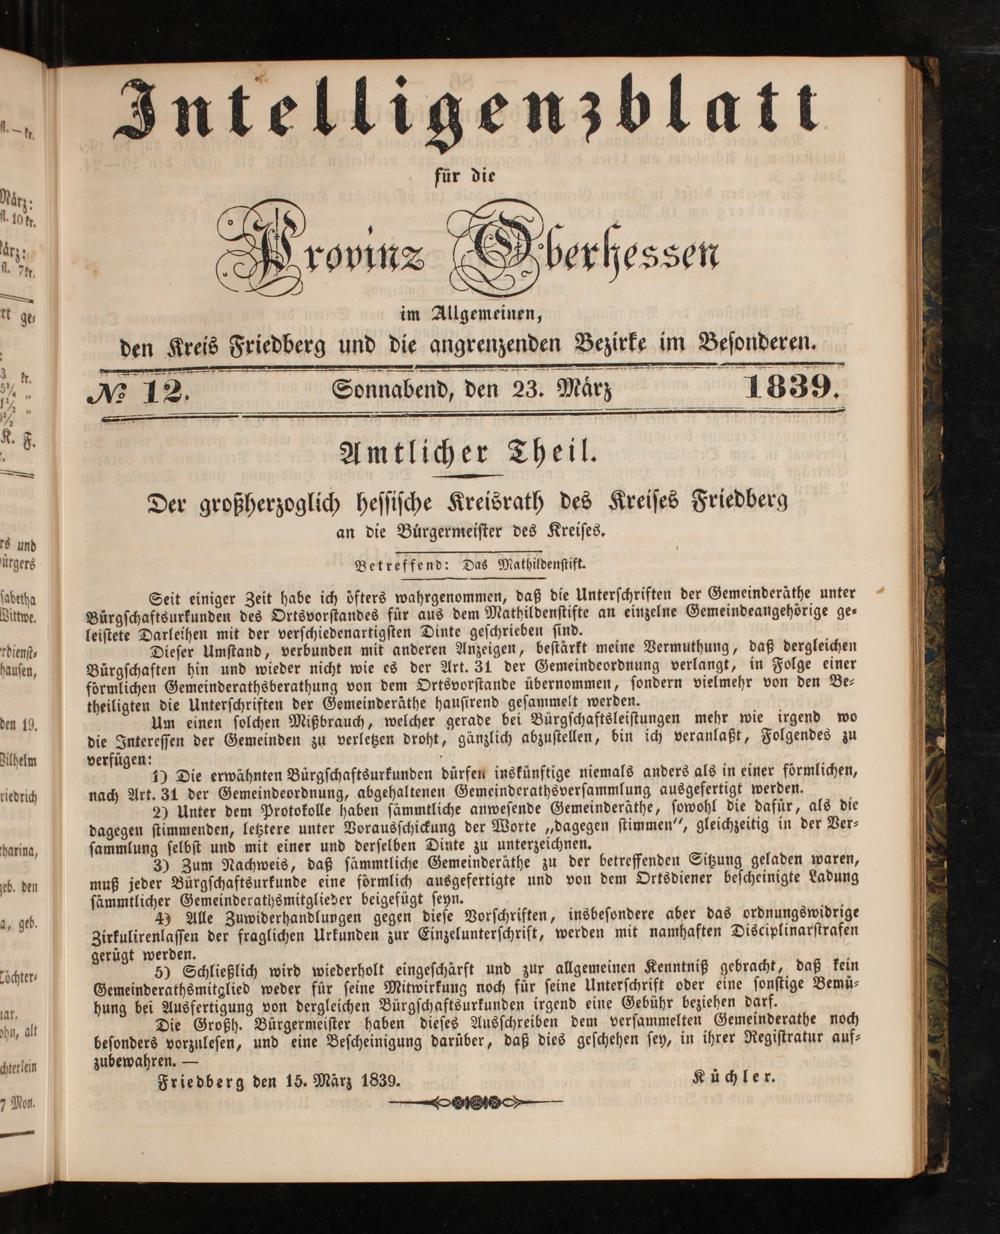 Intelligenzblatt
für die
Provinz Oberhessen
im Allgemeinen,
den Kreis Friedberg und die angrenzenden Bezirke im Besonderen.
№ 12. Sonnabend, den 23. März 1839.
Amtlicher Theil.
Der großherzoglich hessische Kreisrath des Kreises Friedberg
an die Bürgermeister des Kreises.
Betreffend: Das Mathildenstift.
Seit einiger Zeit habe ich öfters wahrgenommen, daß die Unterschriften der Gemeinderäthe unter
Bürgschaftsurkunden des Ortsvorstandes für aus dem Mathildenstifte an einzelne Gemeindeangehörige ge-
leistete Darleihen mit der verschiedenartigsten Dinte geschrieben sind.
Dieser Umstand, verbunden mit anderen Anzeigen, bestärkt meine Vermuthung, daß dergleichen
Bürgschaften hin und wieder nicht wie es der Art. 31 der Gemeindeordnung verlangt, in Folge einer
förmlichen Gemeinderathsberathung von dem Ortsvorstande übernommen, sondern vielmehr von den Be-
theiligten die Unterschriften der Gemeinderäthe hausirend gesammelt werden.
Um einen solchen Mißbrauch, welcher gerade bei Bürgschaftsleistungen mehr wie irgend wo
die Interessen der Gemeinden zu verletzen droht, gänzlich abzustellen, bin ich veranlaßt, Folgendes zu
verfügen:
1) Die erwähnten Bürgschaftsurkunden dürfen inskünftige niemals anders als in einer förmlichen,
nach Art. 31 der Gemeindeordnung, abgehaltenen Gemeinderathsversammlung ausgefertigt werden.
2) Unter dem Protokolle haben sämmtliche anwesende Gemeinderäthe, sowohl die dafür, als die
dagegen stimmenden, letztere unter Vorausschickung der Worte „dagegen stimmen“, gleichzeitig in der Ver-
sammlung selbst und mit einer und derselben Dinte zu unterzeichnen.
3) Zum Nachweis, daß sämmtliche Gemeinderäthe zu der betreffenden Sitzung geladen waren,
muß jeder Bürgschaftsurkunde eine förmlich ausgefertigte und von dem Ortsdiener bescheinigte Ladung
sämmtlicher Gemeinderathsmitglieder beigefügt seyn.
4) Alle Zuwiderhandlungen gegen diese Vorschriften, insbesondere aber das ordnungswidrige
Zirkulirenlassen der fraglichen Urkunden zur Einzelunterschrift, werden mit namhaften Disciplinarstrafen
gerügt werden.
5) Schließlich wird wiederholt eingeschärft und zur allgemeinen Kenntniß gebracht, daß kein
Gemeinderathsmitglied weder für seine Mitwirkung noch für seine Unterschrift oder eine sonstige Bemü-
hung bei Ausfertigung von dergleichen Bürgschaftsurkunden irgend eine Gebühr beziehen darf.
Die Großh. Bürgermeister haben dieses Ausschreiben dem versammelten Gemeinderathe noch
besonders vorzulesen, und eine Bescheinigung darüber, daß dies geschehen sey, in ihrer Registratur auf-
zubewahren. —
Friedberg den 15. März 1839. Küchler.